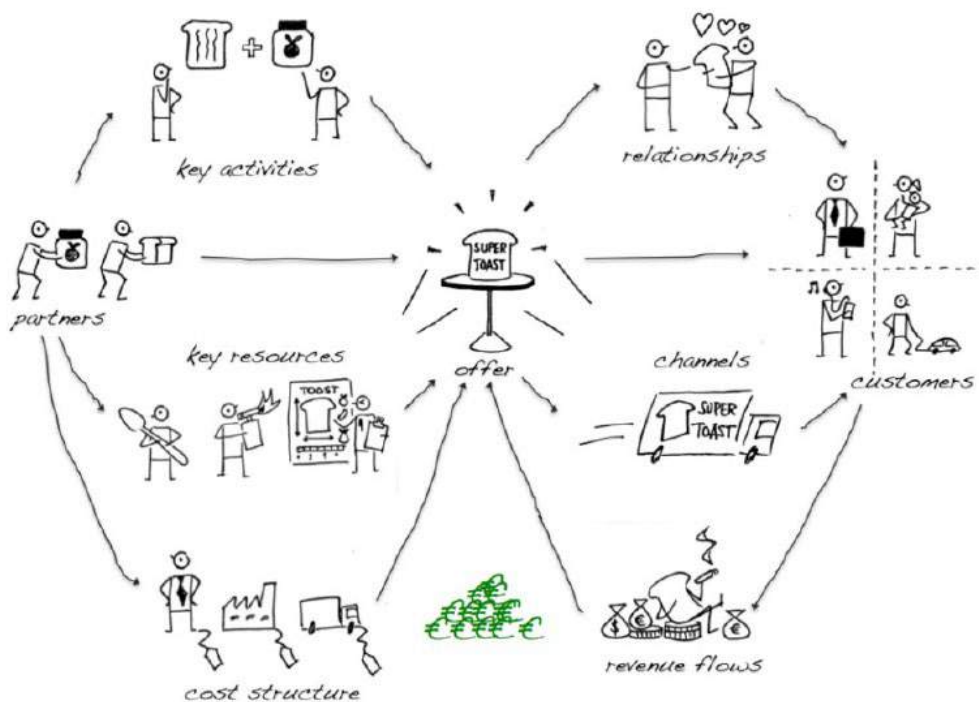 key activities
relationships
SUPER
TOAST
partners
key resources
offer
channels
customers
TOAST
SUPER
TOAST
€€
€€€€
€€€€€
$
€
€
cost structure
revenue flows